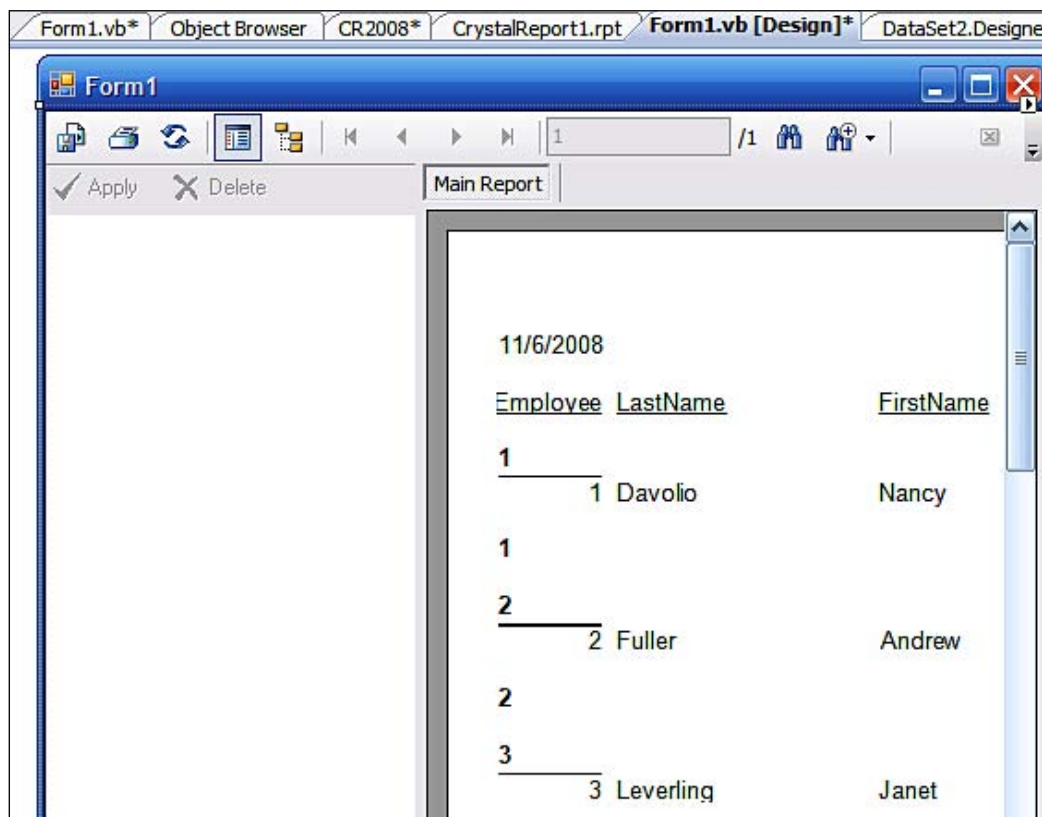 Form1.vb* Object Browser CR2008* CrystalReport1.rpt Form1.vb [Design]* DataSet2.Designe
Form1
1 /1
Apply Delete Main Report
11/6/2008
Employee LastName FirstName
1
1 Davolio Nancy
1
2
2 Fuller Andrew
2
3
3 Leverling Janet